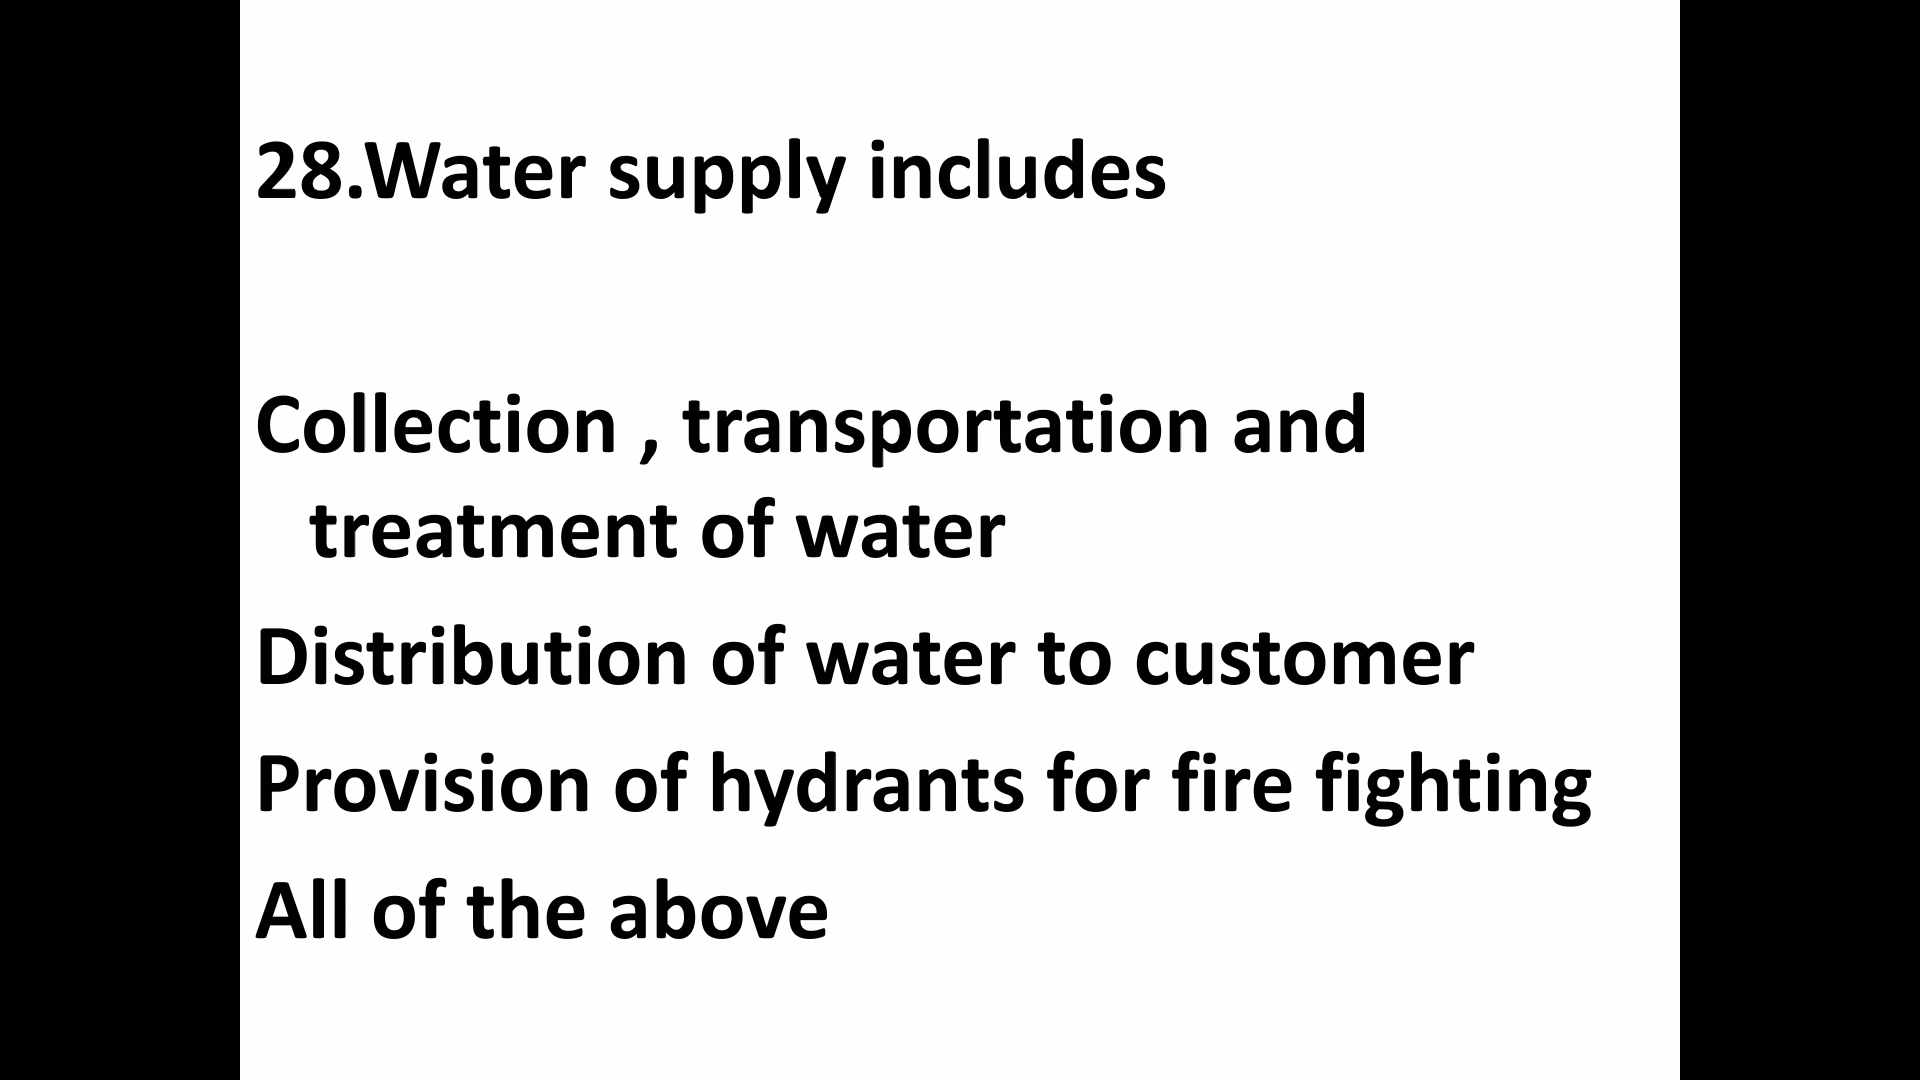 28.Water supply includes
Collection , transportation and
treatment of water
Distribution of water to customer
Provision of hydrants for fire fighting
All of the above